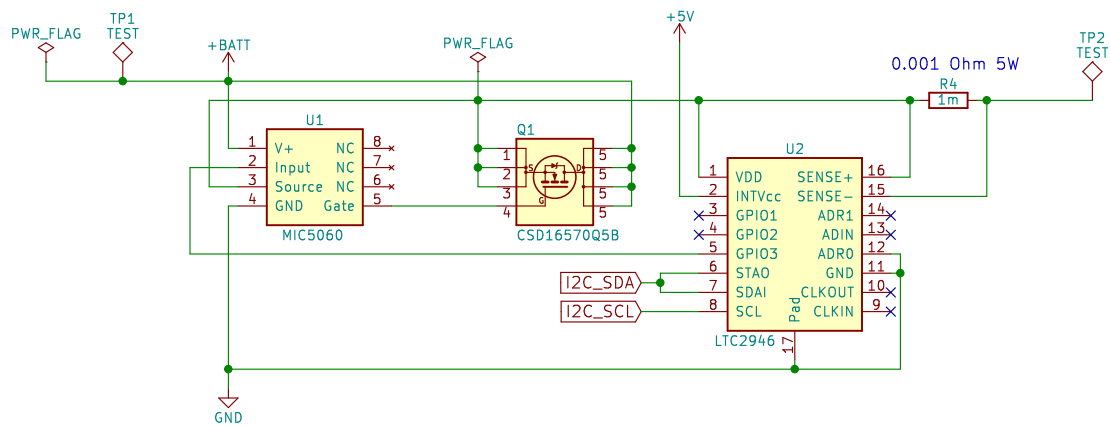 PWR_FLAG
TP1
TEST
+BATT
PWR_FLAG
+5V
TP2
TEST
0.001 Ohm 5W
R4
1m
U1
1 V+ NC 8
2 Input NC 7
3 Source NC 6
4 GND Gate 5
MIC5060
Q1
1 5
2 5
3 5
4 5
S D
G
CSD16570Q5B
U2
1 VDD SENSE+ 16
2 INTVcc SENSE- 15
3 GPIO1 ADR1 14
4 GPIO2 ADIN 13
5 GPIO3 ADR0 12
6 STAO GND 11
7 SDAI CLKOUT 10
8 SCL CLKIN 9
Pad
17
LTC2946
I2C_SDA
I2C_SCL
GND